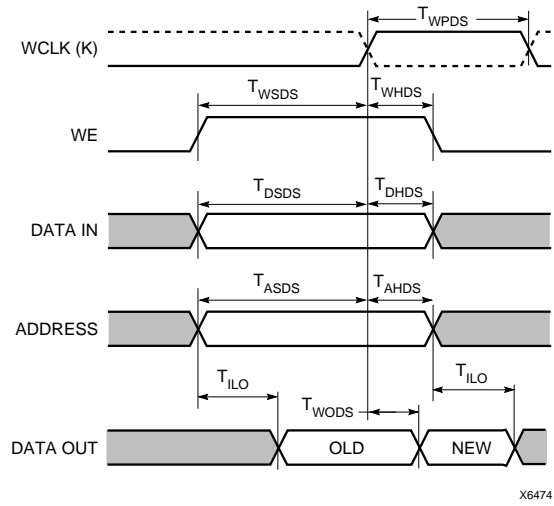 T_WPDS
WCLK (K)
T_WSDS T_WHDS
WE
T_DSDS T_DHDS
DATA IN
T_ASDS T_AHDS
ADDRESS
T_ILO T_ILO
T_WODS
DATA OUT OLD NEW
X6474